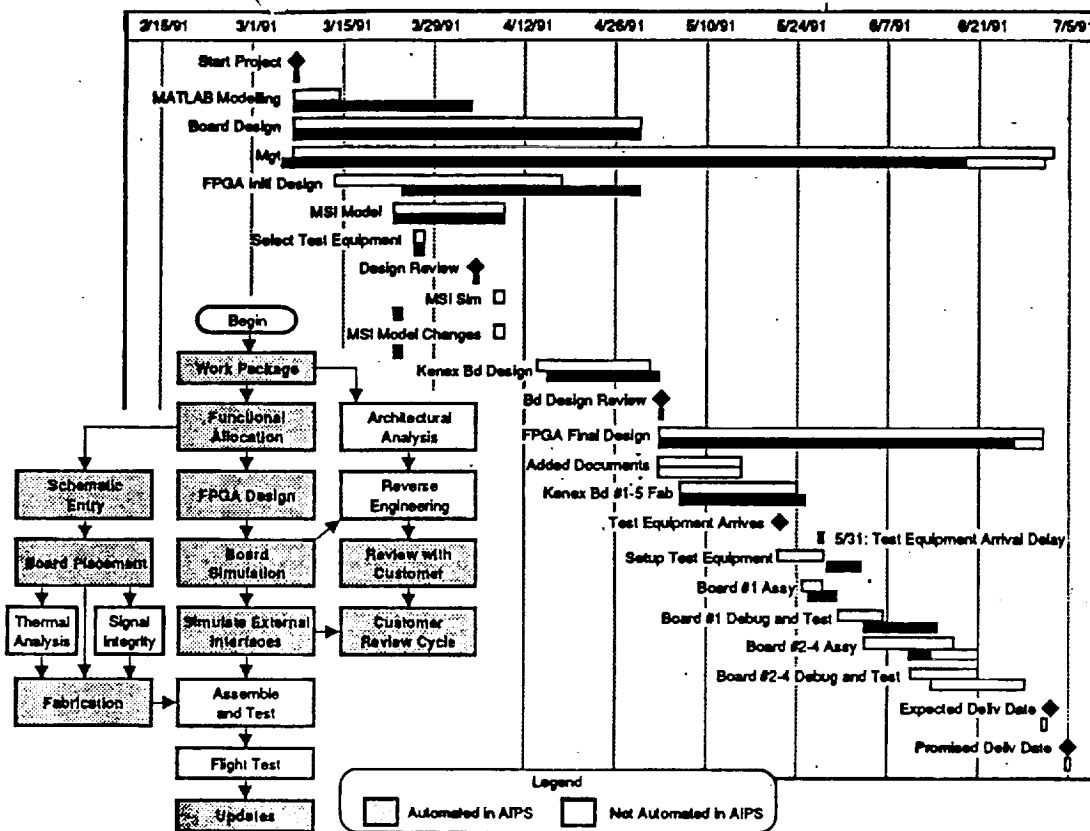 2/15/91 3/1/91 3/15/91 3/29/91 4/12/91 4/26/91 5/10/91 5/24/91 6/7/91 6/21/91 7/5/91
Start Project
MATLAB Modelling
Board Design
Mgt
FPGA Initl Design
MSI Model
Select Test Equipment
Design Review
MSI Sim
MSI Model Changes
Kenex Bd Design
Bd Design Review
FPGA Final Design
Added Documents
Kenex Bd #1-5 Fab
Test Equipment Arrives
5/31: Test Equipment Arrival Delay
Setup Test Equipment
Board #1 Assy
Board #1 Debug and Test
Board #2-4 Assy
Board #2-4 Debug and Test
Expected Deliv Date
Promised Deliv Date
Begin
Work Package
Functional
Allocation
Architectural
Analysis
Schematic
Entry
FPGA Design
Reverse
Engineering
Board Placement
Board
Simulation
Review with
Customer
Thermal
Analysis
Signal
Integrity
Simulate External
Interfaces
Customer
Review Cycle
Fabrication
Assemble
and Test
Flight Test
Updates
Legend
Automated in AIPS
Not Automated in AIPS